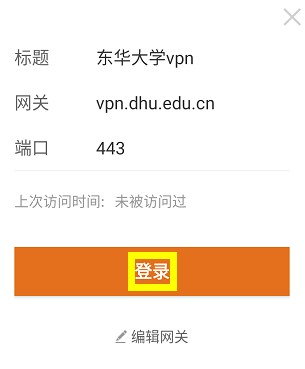 标题 东华大学vpn
网关 vpn.dhu.edu.cn
端口 443
上次访问时间: 未被访问过
登录
编辑网关